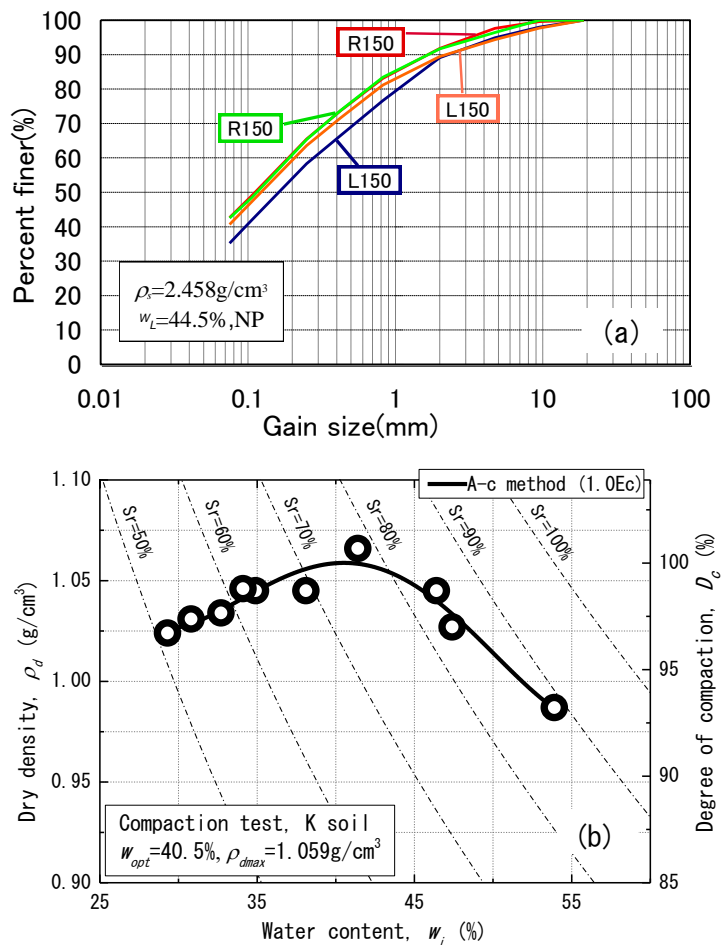 100
90
80
70
60
50
40
30
20
10
0
Percent finer(%)
R150
R150
L150
L150
ρs=2.458g/cm³
wL=44.5%,NP
(a)
0.01 0.1 1 10 100
Gain size(mm)
1.10
1.05
1.00
0.95
0.90
Dry density, ρd (g/cm³)
A-c method (1.0Ec)
Sr=50%
Sr=60%
Sr=70%
Sr=80%
Sr=90%
Sr=100%
100
95
90
85
Degree of compaction, Dc (%)
Compaction test, K soil
wopt=40.5%, ρdmax=1.059g/cm³
(b)
25 35 45 55
Water content, wi (%)